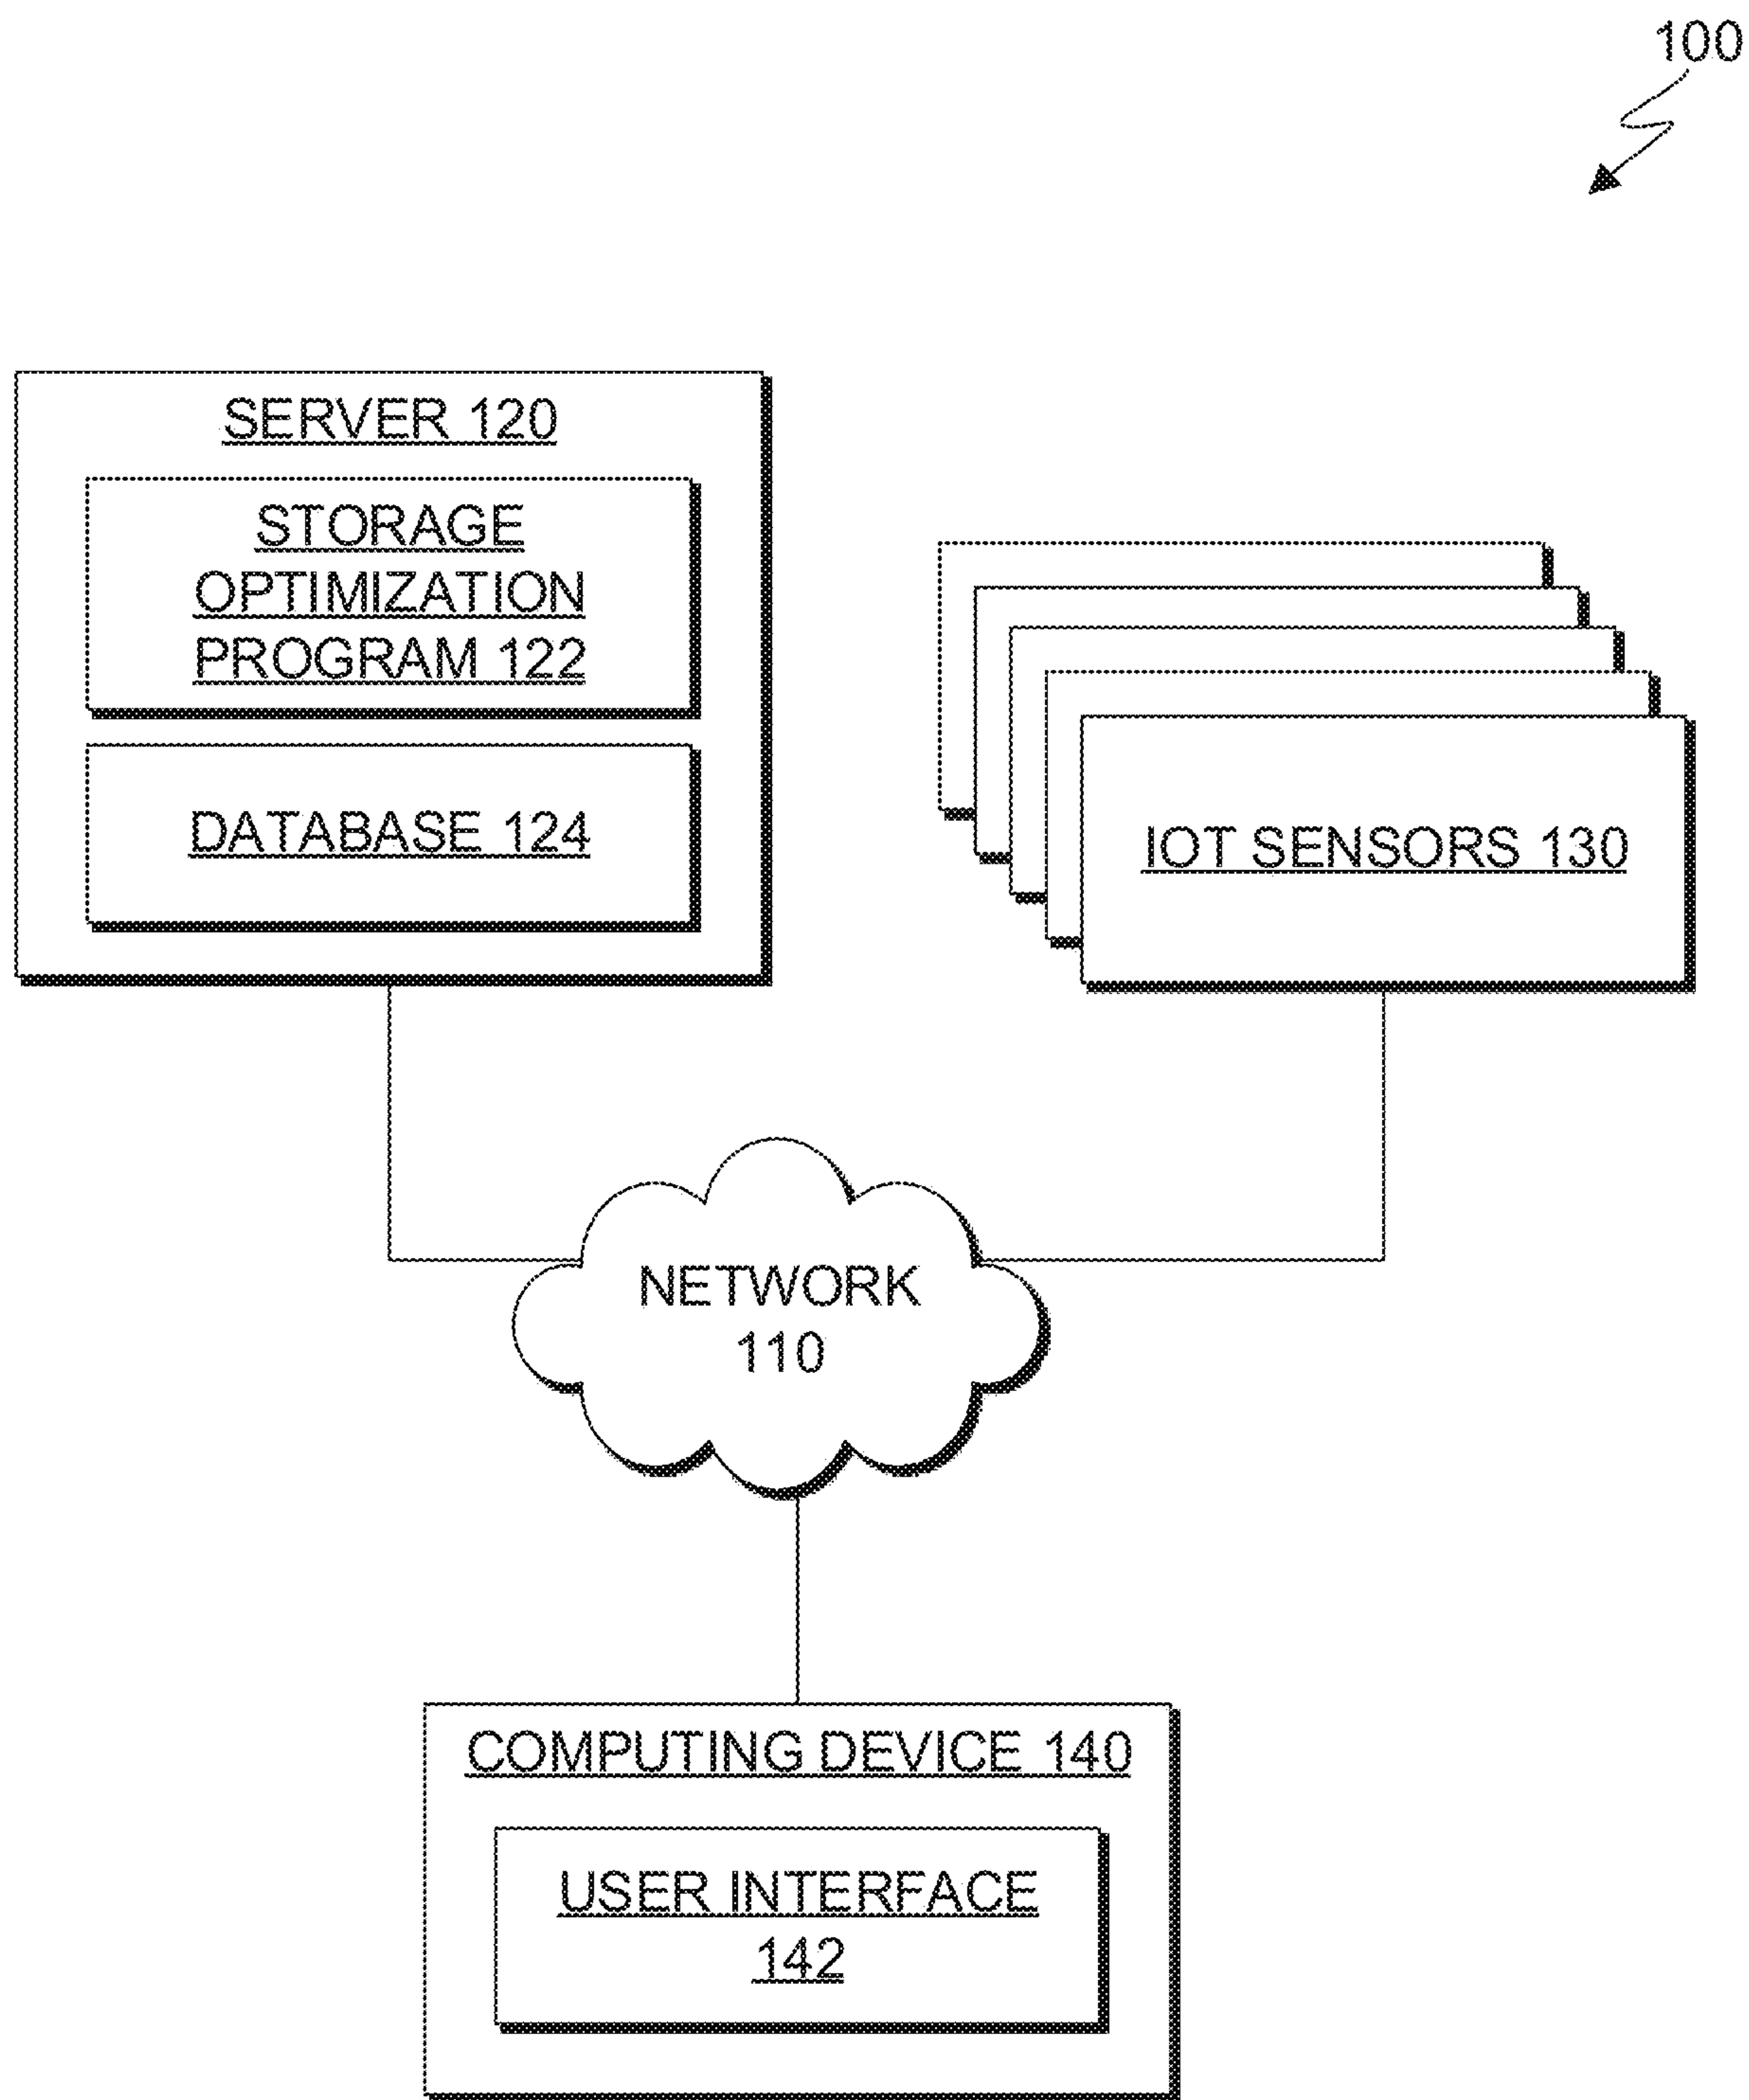 100
SERVER 120
STORAGE
OPTIMIZATION
PROGRAM 122
DATABASE 124
IOT SENSORS 130
NETWORK
110
COMPUTING DEVICE 140
USER INTERFACE
142